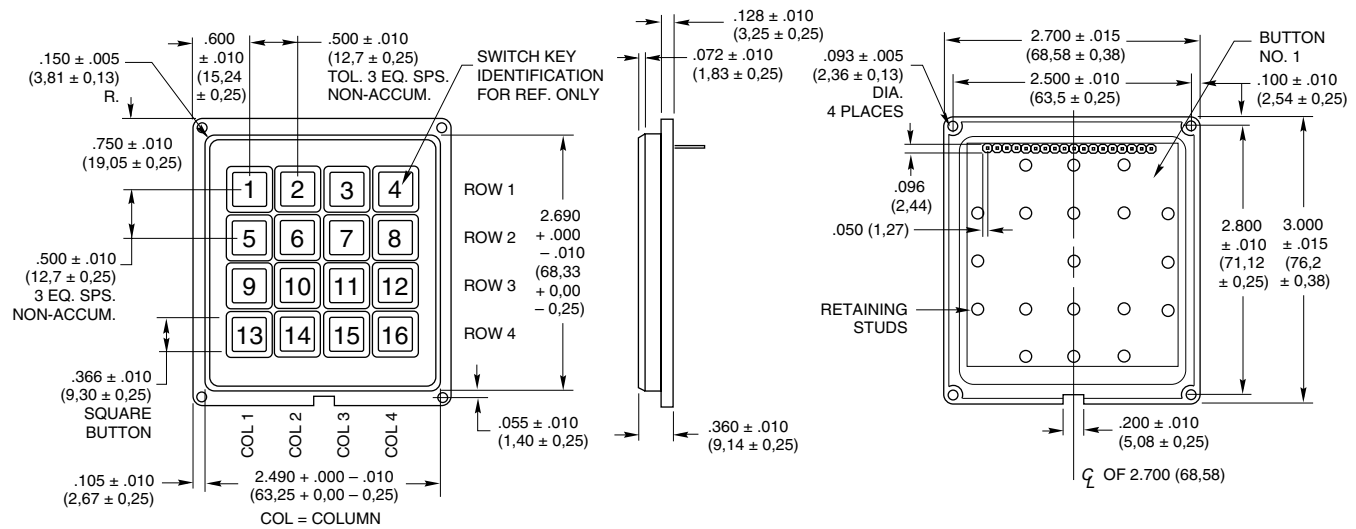 .600
± .010
(15,24
± 0,25)
.500 ± .010
(12,7 ± 0,25)
TOL. 3 EQ. SPS.
NON-ACCUM.
SWITCH KEY
IDENTIFICATION
FOR REF. ONLY
.150 ± .005
(3,81 ± 0,13)
R.
.750 ± .010
(19,05 ± 0,25)
1 2 3 4
ROW 1
5 6 7 8
ROW 2
9 10 11 12
ROW 3
13 14 15 16
ROW 4
.500 ± .010
(12,7 ± 0,25)
3 EQ. SPS.
NON-ACCUM.
.366 ± .010
(9,30 ± 0,25)
SQUARE
BUTTON
COL 1
COL 2
COL 3
COL 4
2.690
+ .000
– .010
(68,33
+ 0,00
– 0,25)
.055 ± .010
(1,40 ± 0,25)
.105 ± .010
(2,67 ± 0,25)
2.490 + .000 – .010
(63,25 + 0,00 – 0,25)
COL = COLUMN
.128 ± .010
(3,25 ± 0,25)
.072 ± .010
(1,83 ± 0,25)
.360 ± .010
(9,14 ± 0,25)
2.700 ± .015
(68,58 ± 0,38)
BUTTON
NO. 1
.093 ± .005
(2,36 ± 0,13)
DIA.
4 PLACES
2.500 ± .010
(63,5 ± 0,25)
.100 ± .010
(2,54 ± 0,25)
.096
(2,44)
.050 (1,27)
2.800
± .010
(71,12
± 0,25)
3.000
± .015
(76,2
± 0,38)
RETAINING
STUDS
.200 ± .010
(5,08 ± 0,25)
℄ OF 2.700 (68,58)